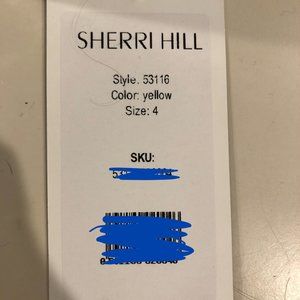 SHERRI HILL
Style: 53116
Color: yellow
Size: 4
SKU: